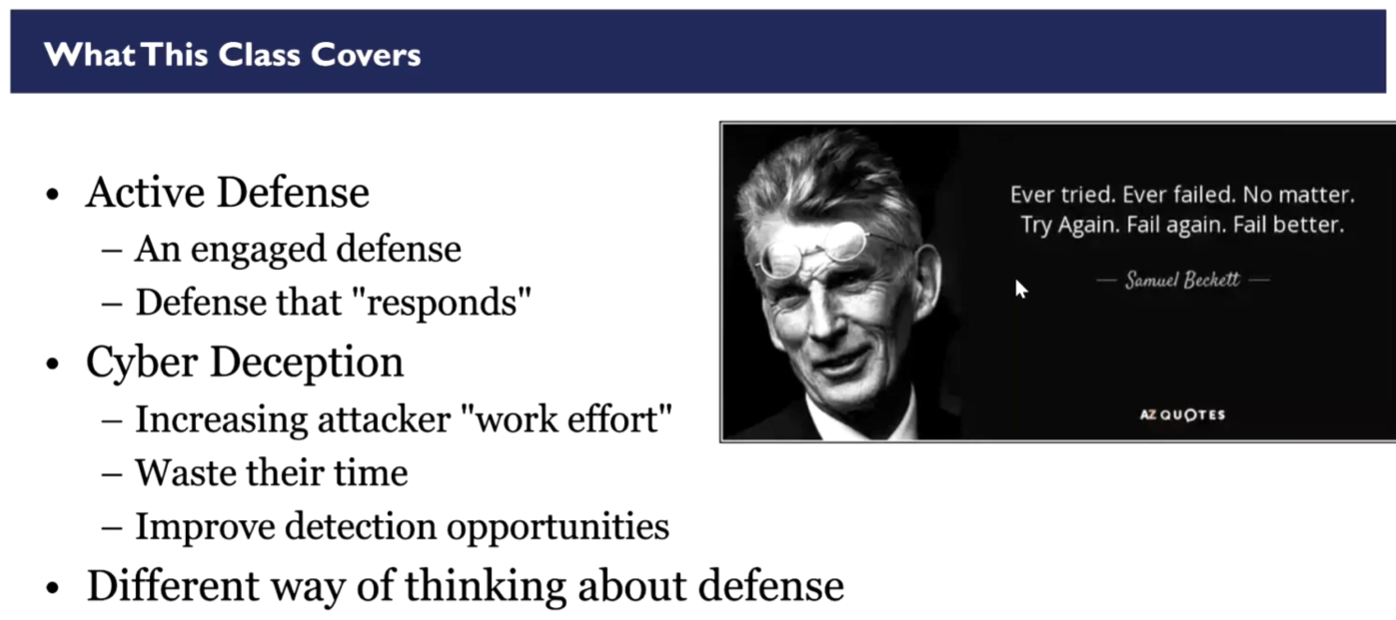 What This Class Covers
• Active Defense
– An engaged defense
– Defense that "responds"
• Cyber Deception
– Increasing attacker "work effort"
– Waste their time
– Improve detection opportunities
• Different way of thinking about defense
Ever tried. Ever failed. No matter.
Try Again. Fail again. Fail better.
— Samuel Beckett —
AZ QUOTES